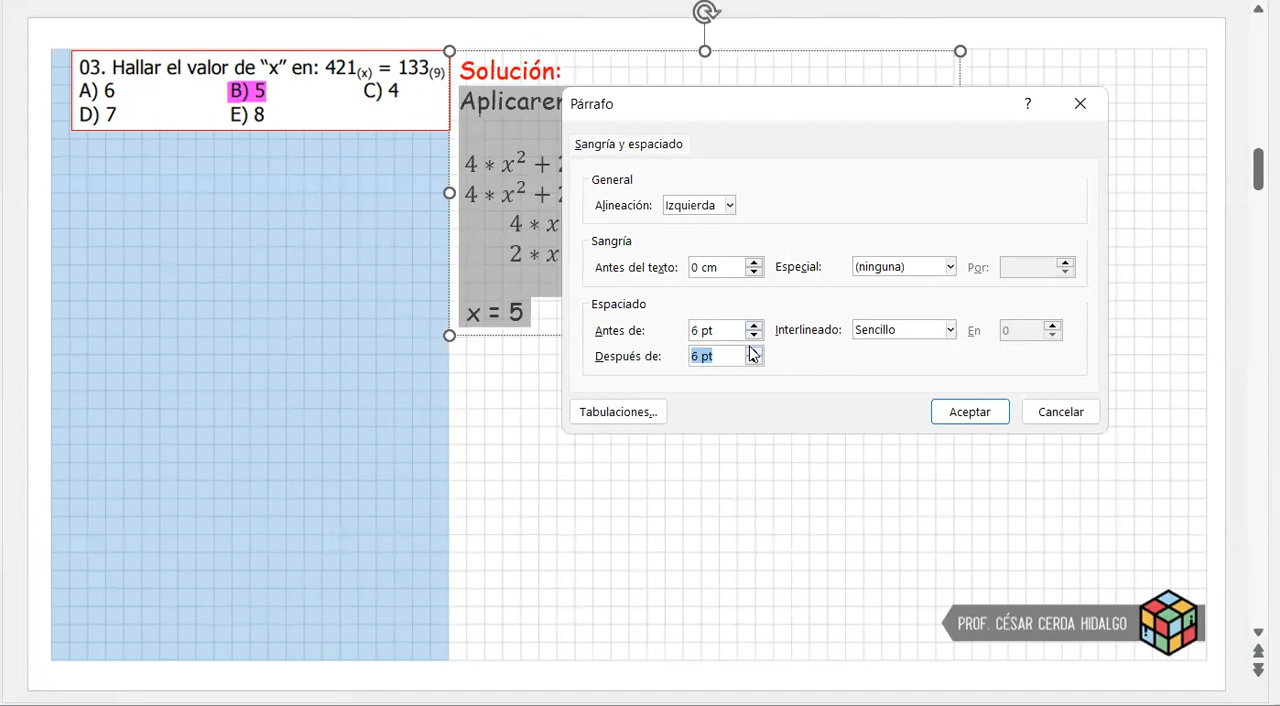 03. Hallar el valor de “x” en: 421(x) = 133(9)
A) 6 B) 5 C) 4
D) 7 E) 8
Solución:
4 ∗ x² +
4 ∗ x² +
4 ∗ x
2 ∗ x
x = 5
Párrafo
?
Sangría y espaciado
General
Alineación: Izquierda
Sangría
Antes del texto: 0 cm Especial: (ninguna) Por:
Espaciado
Antes de: 6 pt Interlineado: Sencillo En 0
Después de: 6 pt
Tabulaciones... Aceptar Cancelar
PROF. CÉSAR CERDA HIDALGO